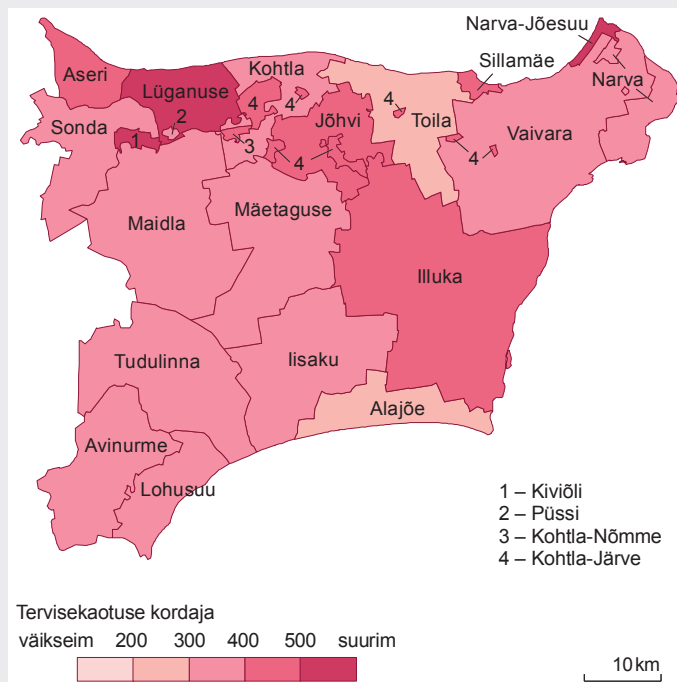 Narva-Jõesuu
Sillamäe
Aseri
Kohtla
Lüganuse
Narva
4
4
4
2
Sonda
Jõhvi
Toila
Vaivara
1
3
4
4
Maidla
Mäetaguse
Illuka
Tudulinna
Iisaku
Alajõe
Avinurme
Lohusuu
1 – Kiviõli
2 – Püssi
3 – Kohtla-Nõmme
4 – Kohtla-Järve
Tervisekaotuse kordaja
väikseim 200 300 400 500 suurim
10 km